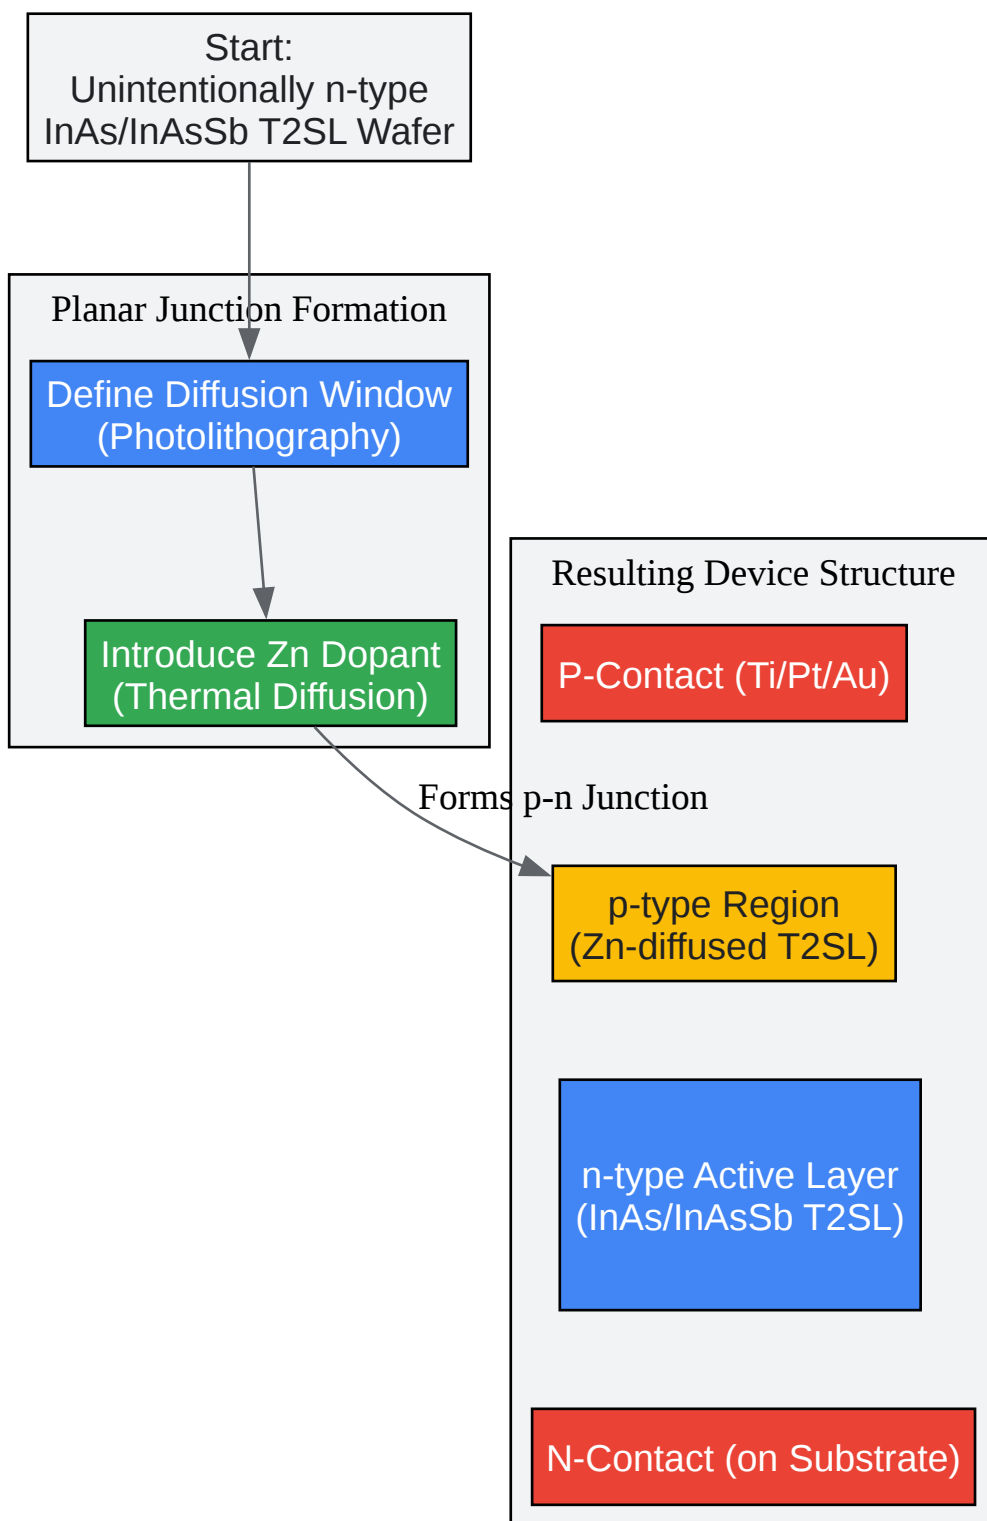 Start:
Unintentionally n-type
InAs/InAsSb T2SL Wafer
Planar Junction Formation
Define Diffusion Window
(Photolithography)
Introduce Zn Dopant
(Thermal Diffusion)
Resulting Device Structure
P-Contact (Ti/Pt/Au)
Forms p-n Junction
p-type Region
(Zn-diffused T2SL)
n-type Active Layer
(InAs/InAsSb T2SL)
N-Contact (on Substrate)